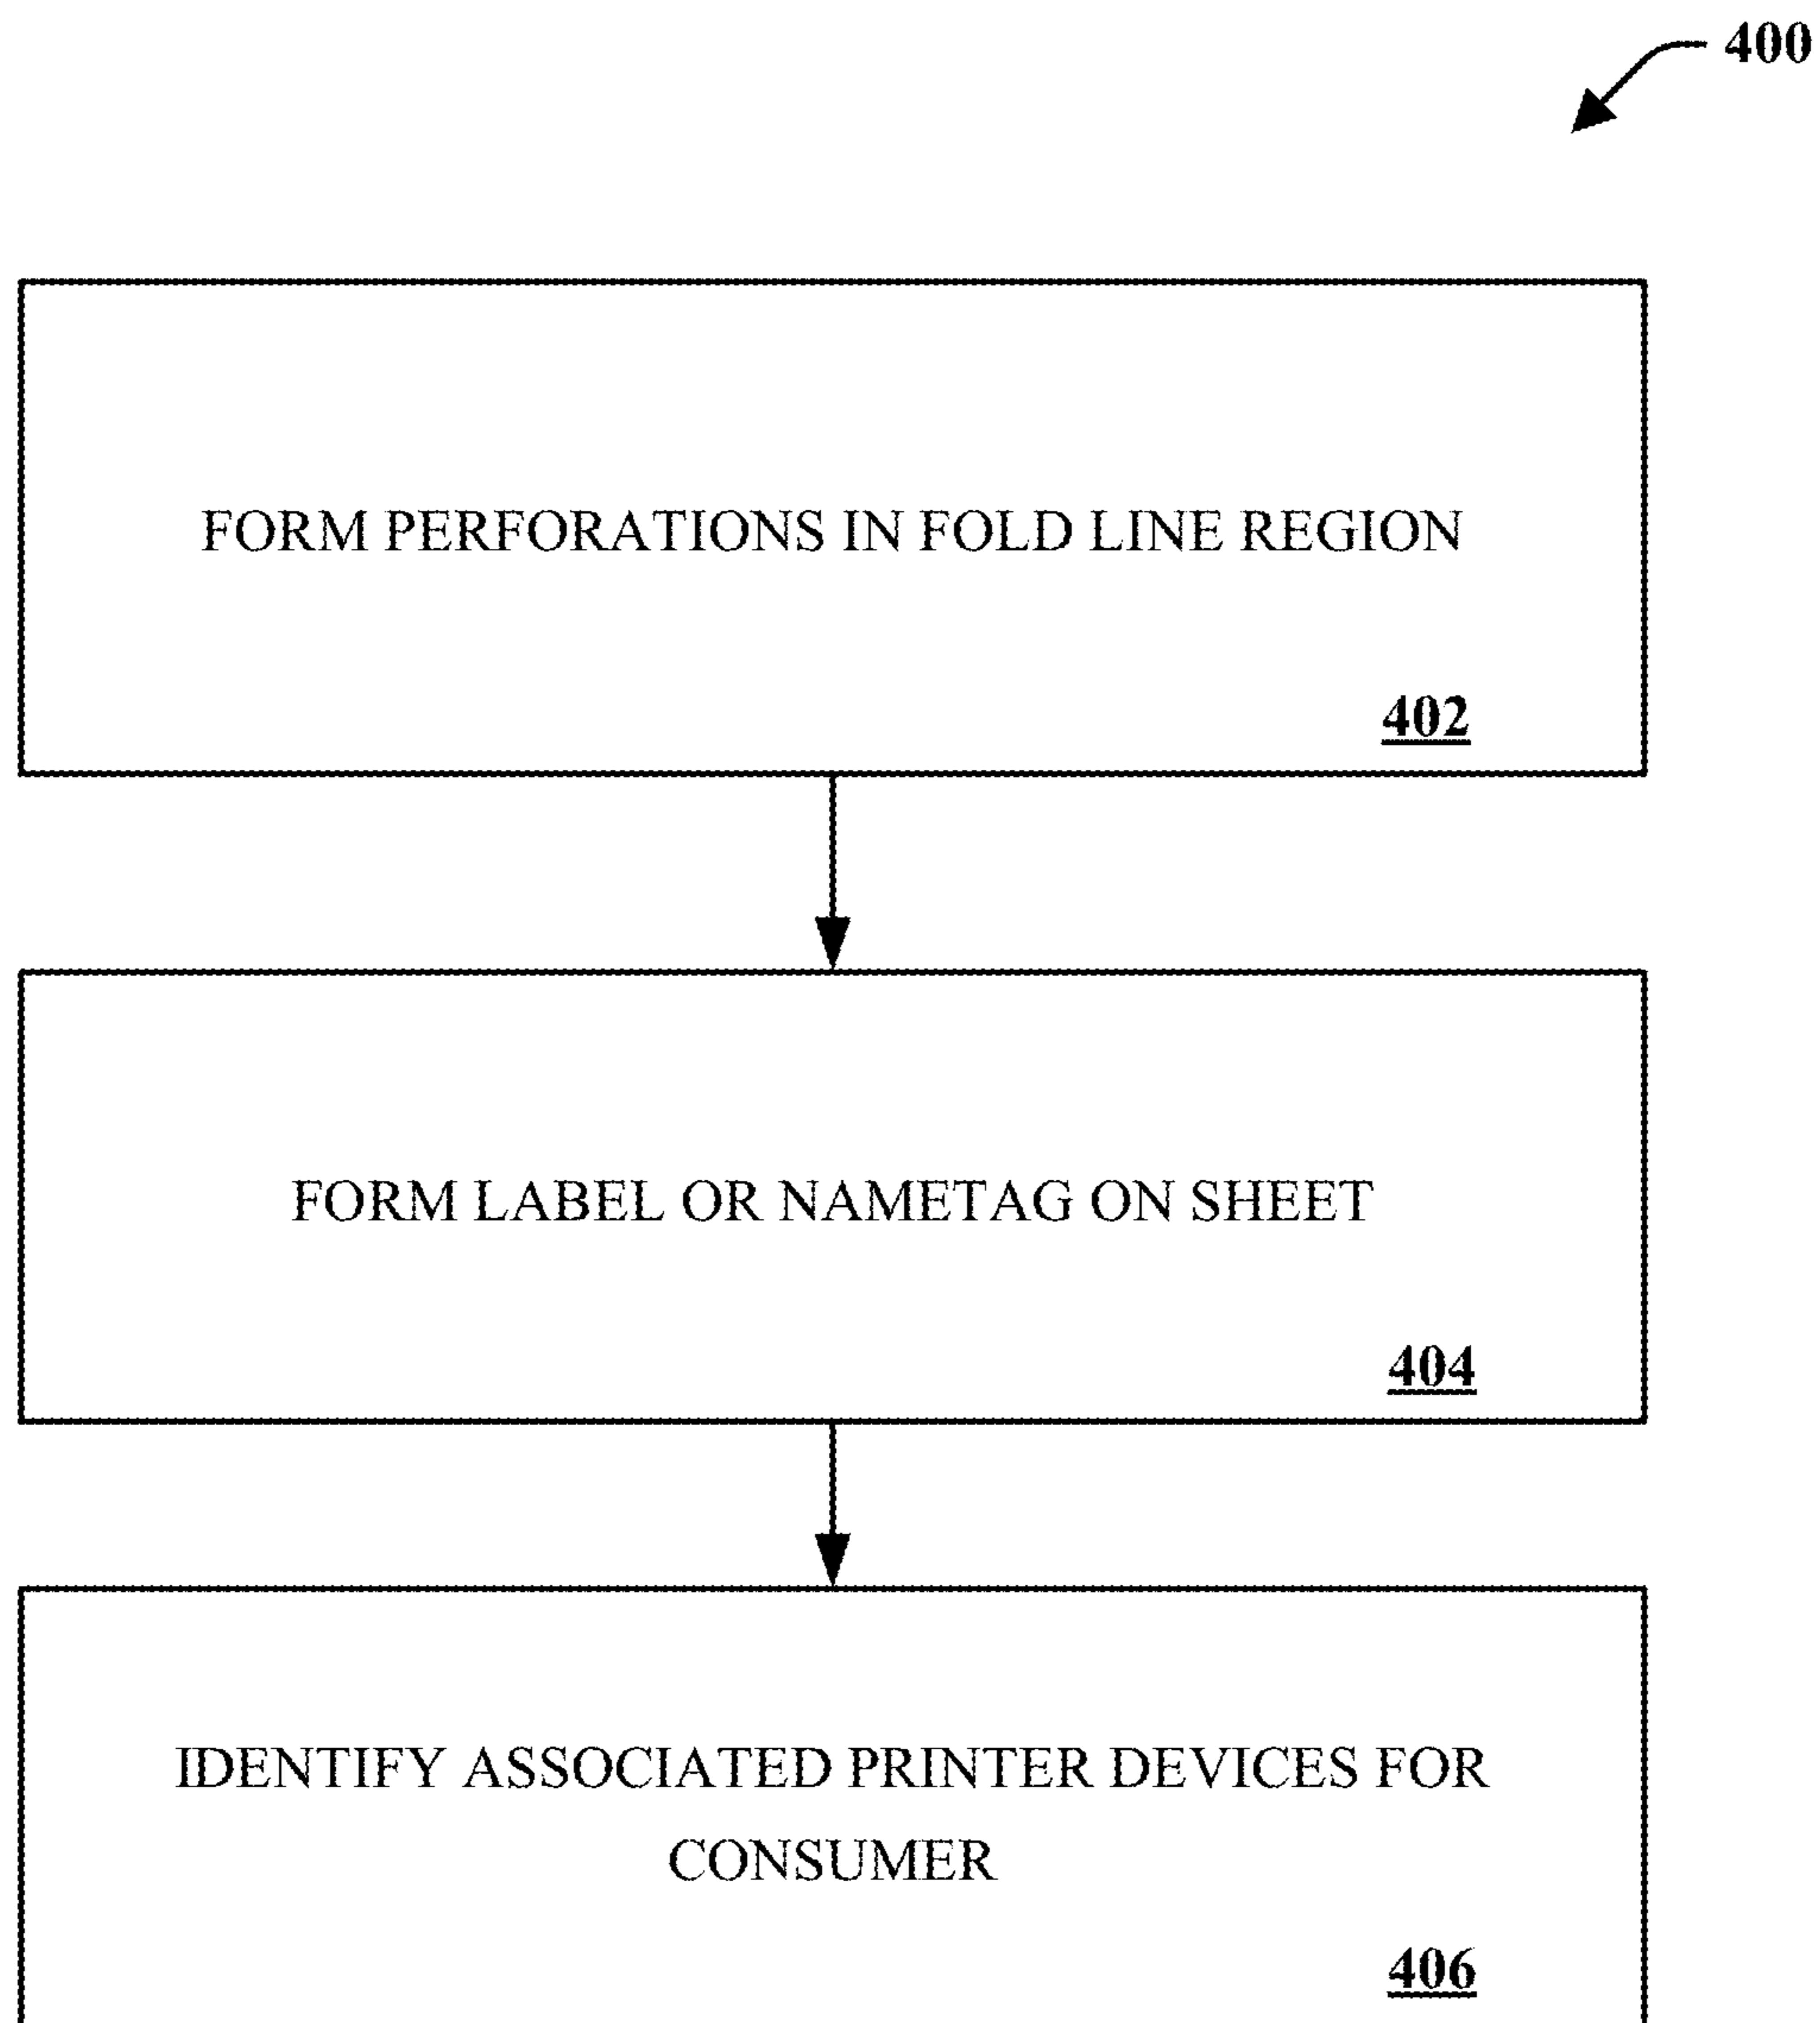 400
FORM PERFORATIONS IN FOLD LINE REGION
402
FORM LABEL OR NAMETAG ON SHEET
404
IDENTIFY ASSOCIATED PRINTER DEVICES FOR
CONSUMER
406